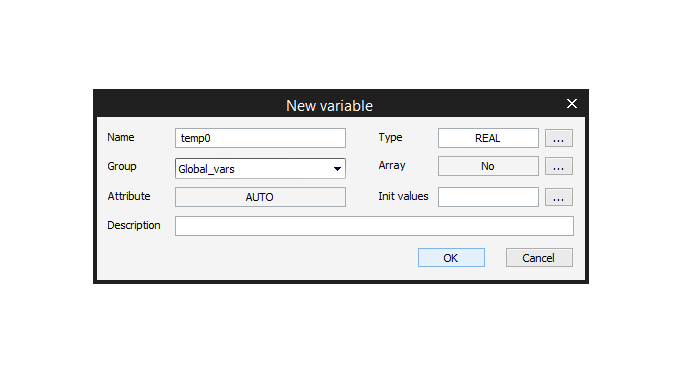 New variable
Name temp0 Type REAL ...
Group Global_vars Array No ...
Attribute AUTO Init values ...
Description
OK Cancel